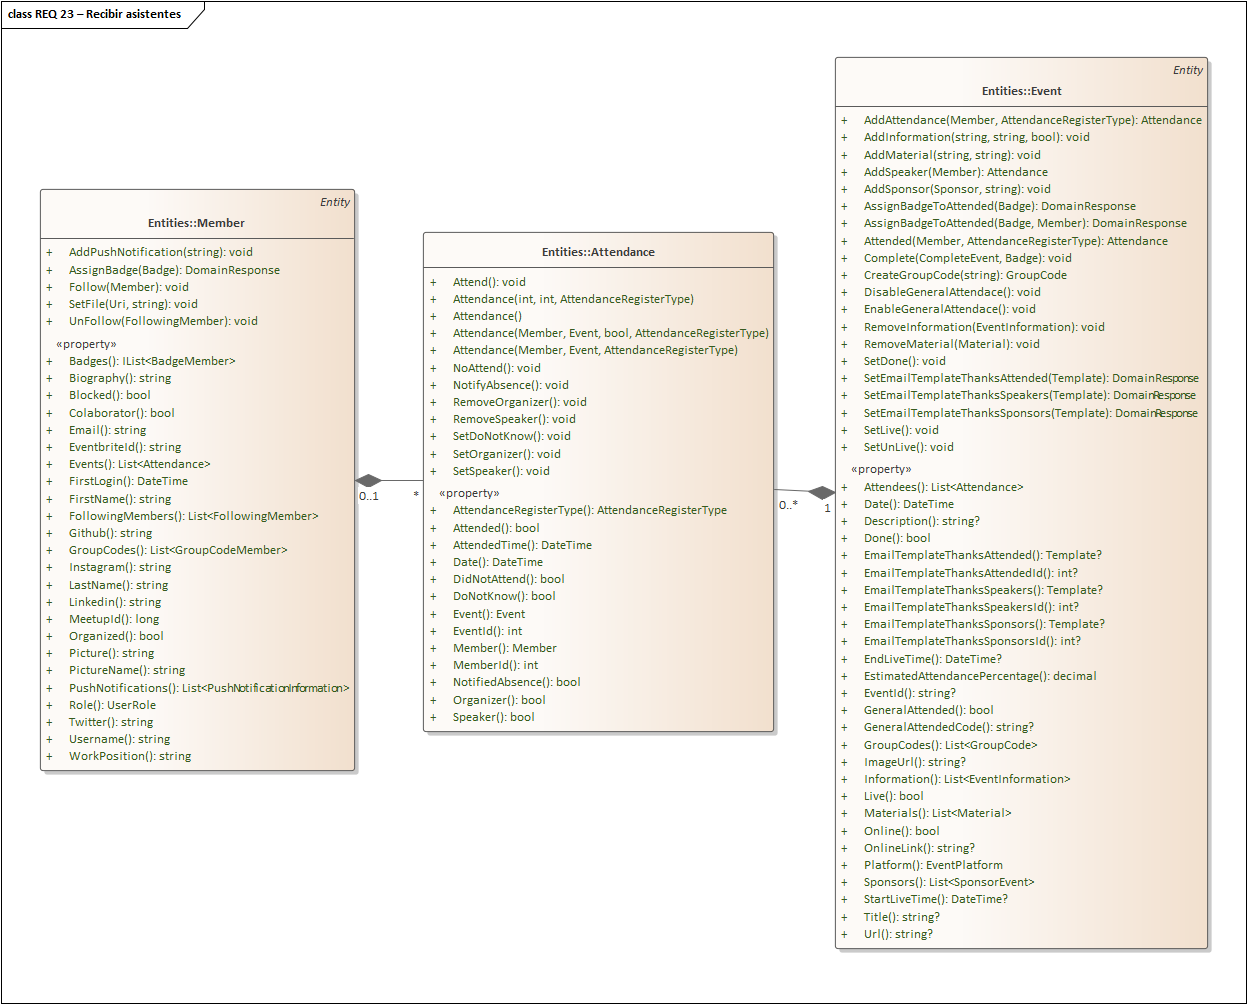 class REQ 23 – Recibir asistentes
Entity
Entities::Member
+ AddPushNotification(string): void
+ AssignBadge(Badge): DomainResponse
+ Follow(Member): void
+ SetFile(Uri, string): void
+ UnFollow(FollowingMember): void
«property»
+ Badges(): IList<BadgeMember>
+ Biography(): string
+ Blocked(): bool
+ Colaborator(): bool
+ Email(): string
+ EventbriteId(): string
+ Events(): List<Attendance>
+ FirstLogin(): DateTime
+ FirstName(): string
+ FollowingMembers(): List<FollowingMember>
+ Github(): string
+ GroupCodes(): List<GroupCodeMember>
+ Instagram(): string
+ LastName(): string
+ Linkedin(): string
+ MeetupId(): long
+ Organized(): bool
+ Picture(): string
+ PictureName(): string
+ PushNotifications(): List<PushNotificationInformation>
+ Role(): UserRole
+ Twitter(): string
+ Username(): string
+ WorkPosition(): string
0..1
*
Entities::Attendance
+ Attend(): void
+ Attendance(int, int, AttendanceRegisterType)
+ Attendance()
+ Attendance(Member, Event, bool, AttendanceRegisterType)
+ Attendance(Member, Event, AttendanceRegisterType)
+ NoAttend(): void
+ NotifyAbsence(): void
+ RemoveOrganizer(): void
+ RemoveSpeaker(): void
+ SetDoNotKnow(): void
+ SetOrganizer(): void
+ SetSpeaker(): void
«property»
+ AttendanceRegisterType(): AttendanceRegisterType
+ Attended(): bool
+ AttendedTime(): DateTime
+ Date(): DateTime
+ DidNotAttend(): bool
+ DoNotKnow(): bool
+ Event(): Event
+ EventId(): int
+ Member(): Member
+ MemberId(): int
+ NotifiedAbsence(): bool
+ Organizer(): bool
+ Speaker(): bool
0..*
1
Entity
Entities::Event
+ AddAttendance(Member, AttendanceRegisterType): Attendance
+ AddInformation(string, string, bool): void
+ AddMaterial(string, string): void
+ AddSpeaker(Member): Attendance
+ AddSponsor(Sponsor, string): void
+ AssignBadgeToAttended(Badge): DomainResponse
+ AssignBadgeToAttended(Badge, Member): DomainResponse
+ Attended(Member, AttendanceRegisterType): Attendance
+ Complete(CompleteEvent, Badge): void
+ CreateGroupCode(string): GroupCode
+ DisableGeneralAttendace(): void
+ EnableGeneralAttendace(): void
+ RemoveInformation(EventInformation): void
+ RemoveMaterial(Material): void
+ SetDone(): void
+ SetEmailTemplateThanksAttended(Template): DomainResponse
+ SetEmailTemplateThanksSpeakers(Template): DomainResponse
+ SetEmailTemplateThanksSponsors(Template): DomainResponse
+ SetLive(): void
+ SetUnLive(): void
«property»
+ Attendees(): List<Attendance>
+ Date(): DateTime
+ Description(): string?
+ Done(): bool
+ EmailTemplateThanksAttended(): Template?
+ EmailTemplateThanksAttendedId(): int?
+ EmailTemplateThanksSpeakers(): Template?
+ EmailTemplateThanksSpeakersId(): int?
+ EmailTemplateThanksSponsors(): Template?
+ EmailTemplateThanksSponsorsId(): int?
+ EndLiveTime(): DateTime?
+ EstimatedAttendancePercentage(): decimal
+ EventId(): string?
+ GeneralAttended(): bool
+ GeneralAttendedCode(): string?
+ GroupCodes(): List<GroupCode>
+ ImageUrl(): string?
+ Information(): List<EventInformation>
+ Live(): bool
+ Materials(): List<Material>
+ Online(): bool
+ OnlineLink(): string?
+ Platform(): EventPlatform
+ Sponsors(): List<SponsorEvent>
+ StartLiveTime(): DateTime?
+ Title(): string?
+ Url(): string?